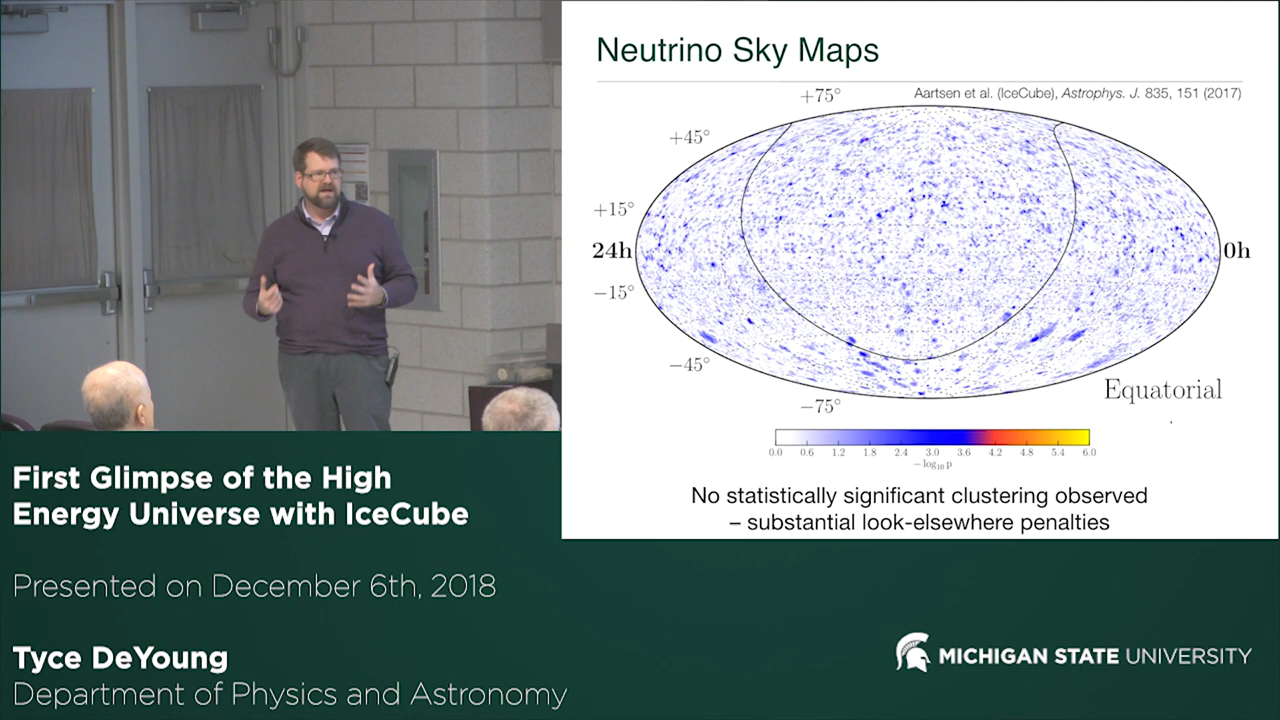 Neutrino Sky Maps
Aartsen et al. (IceCube), Astrophys. J. 835, 151 (2017)
+75°
+45°
+15°
24h
0h
−15°
−45°
−75°
Equatorial
0.0 0.6 1.2 1.8 2.4 3.0 3.6 4.2 4.8 5.4 6.0
− log10 p
No statistically significant clustering observed
– substantial look-elsewhere penalties
First Glimpse of the High
Energy Universe with IceCube
Presented on December 6th, 2018
Tyce DeYoung
Department of Physics and Astronomy
MICHIGAN STATE UNIVERSITY